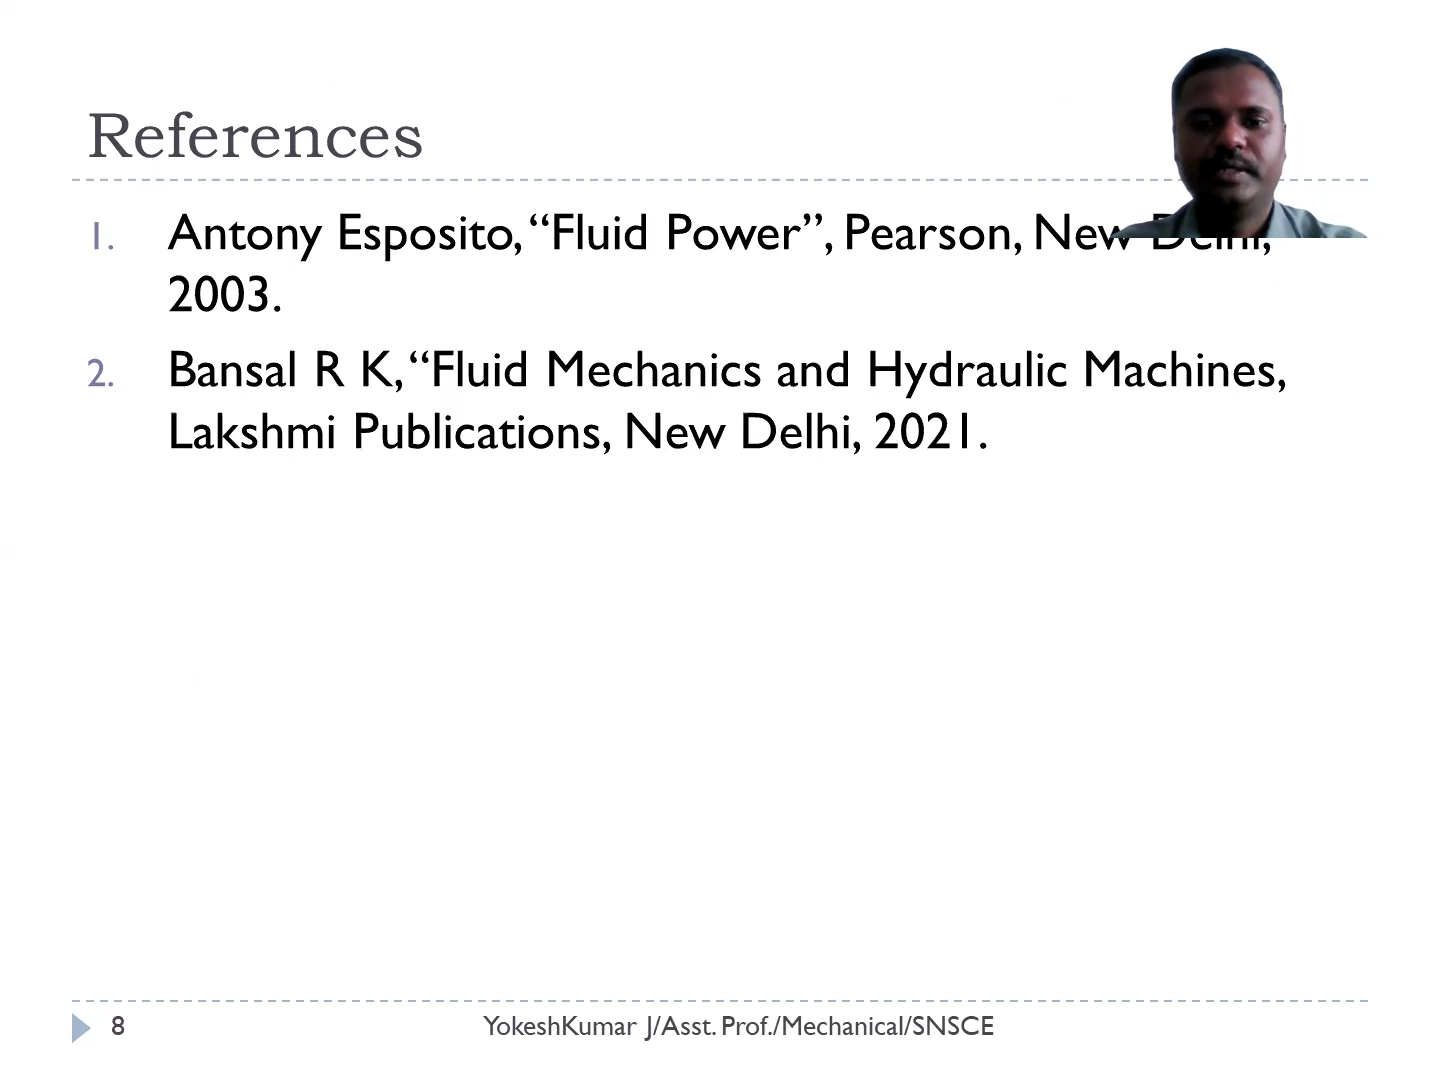 References
1. Antony Esposito, “Fluid Power”, Pearson, New Delhi,
2003.
2. Bansal R K, “Fluid Mechanics and Hydraulic Machines,
Lakshmi Publications, New Delhi, 2021.
8 YokeshKumar J/Asst. Prof./Mechanical/SNSCE